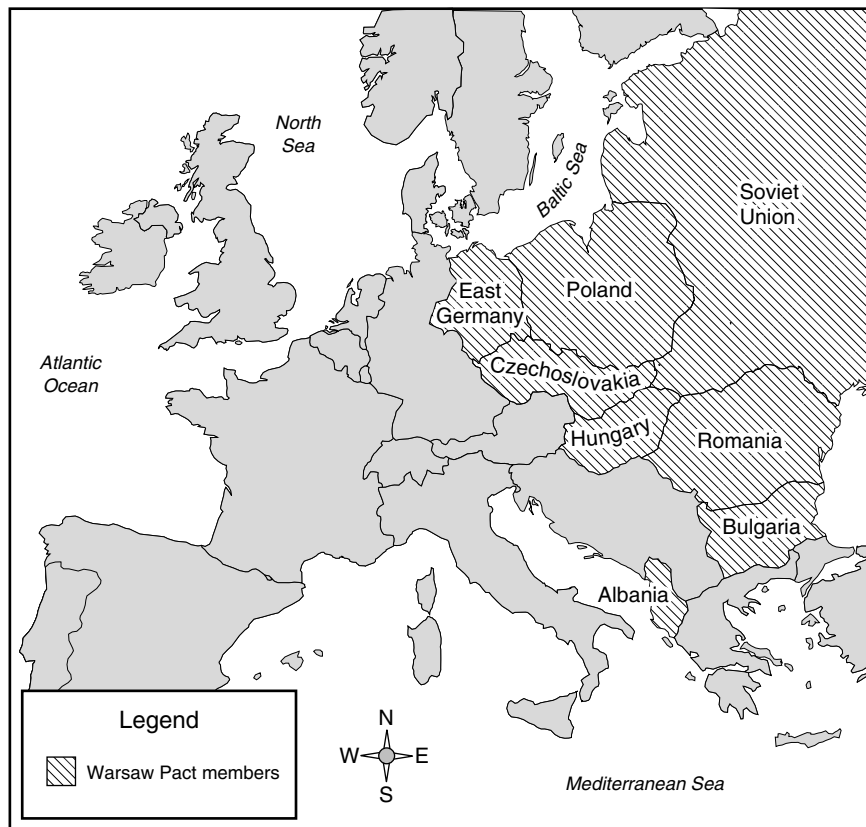 North
Sea
Baltic Sea
Soviet
Union
East
Germany
Poland
Atlantic
Ocean
Czechoslovakia
Hungary
Romania
Bulgaria
Albania
Legend
Warsaw Pact members
N
W
E
S
Mediterranean Sea